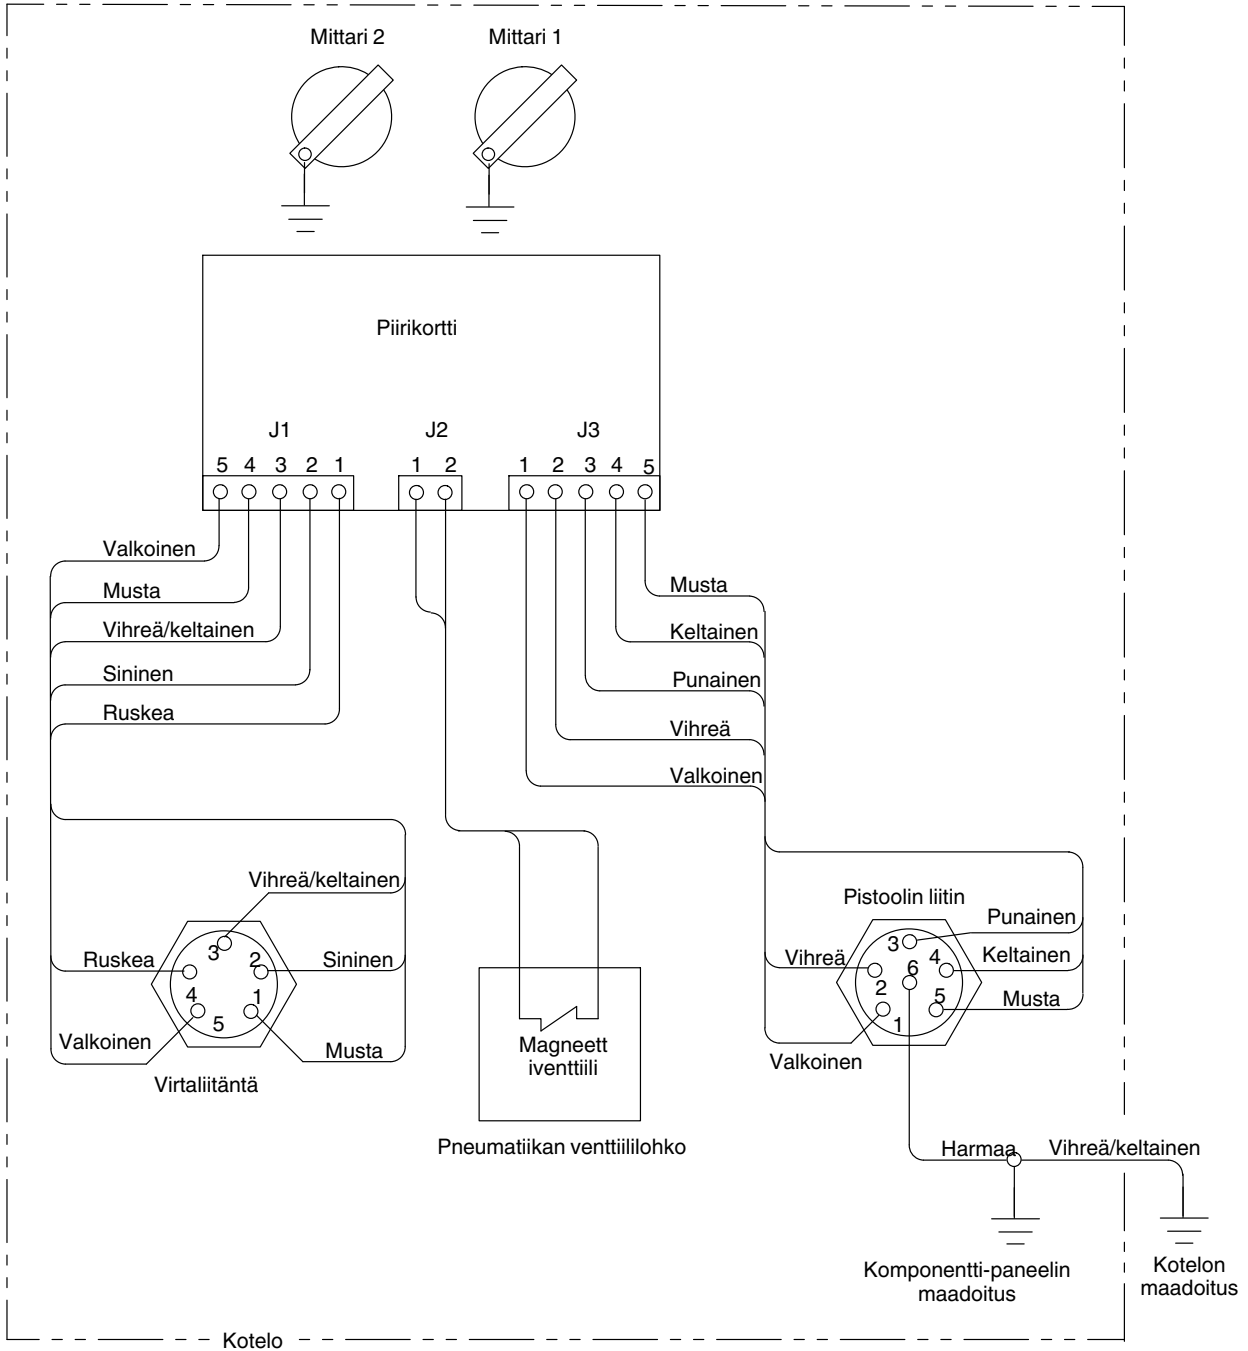 Mittari 2 Mittari 1
Piirikortti
J1 J2 J3
5 4 3 2 1 1 2 1 2 3 4 5
Valkoinen
Musta
Vihreä/keltainen
Sininen
Ruskea
Musta
Keltainen
Punainen
Vihreä
Valkoinen
Vihreä/keltainen
Ruskea
Sininen
Valkoinen
Musta
3
2
4
1
5
Virtaliitäntä
Magneett
iventtiili
Pneumatiikan venttiililohko
Pistoolin liitin
Punainen
Keltainen
Musta
Vihreä
Valkoinen
3
4
6
2
5
1
Harmaa
Vihreä/keltainen
Komponentti-paneelin
maadoitus
Kotelon
maadoitus
Kotelo